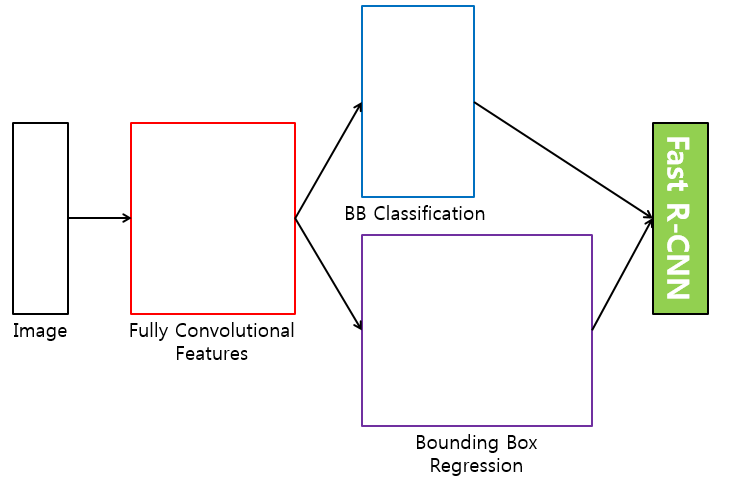 Image
Fully Convolutional
Features
BB Classification
Bounding Box
Regression
Fast R-CNN